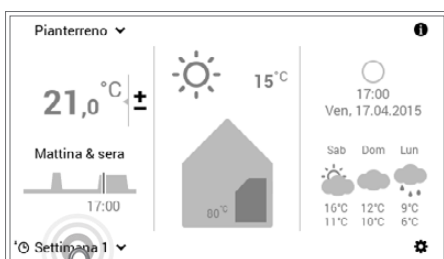 Pianterreno
21,0 °C ±
Mattina & sera
17:00
Settimana 1
15°C
80°C
17:00
Ven, 17.04.2015
Sab Dom Lun
16°C 12°C 9°C
11°C 10°C 6°C